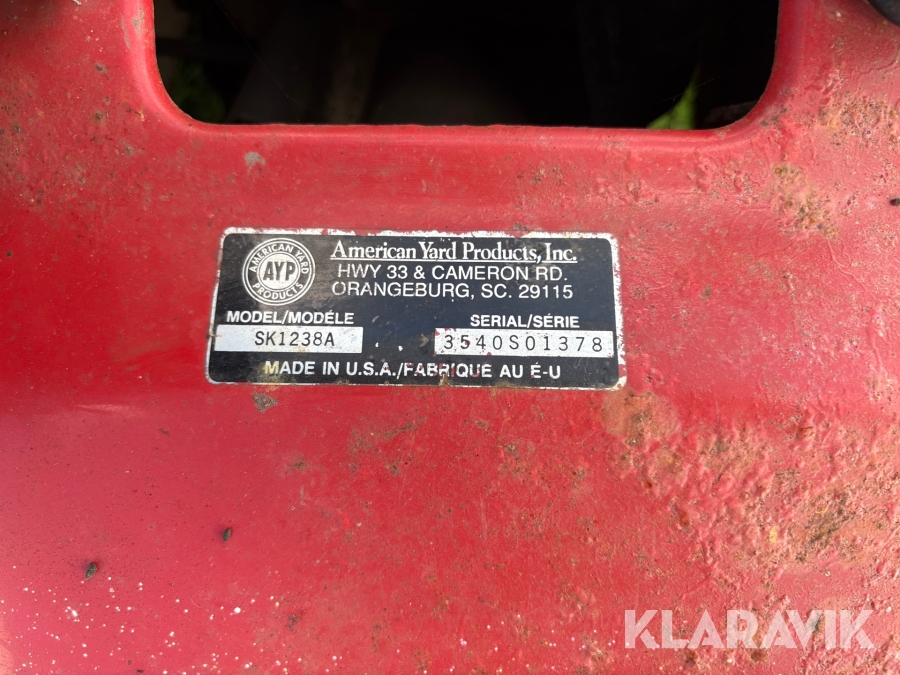 AMERICAN YARD
AYP
PRODUCTS
American Yard Products, Inc.
HWY 33 & CAMERON RD.
ORANGEBURG, SC. 29115
MODEL/MODÉLE SERIAL/SÉRIE
SK1238A 3540S01378
MADE IN U.S.A./FABRIQUE AU É-U
KLARAVIK